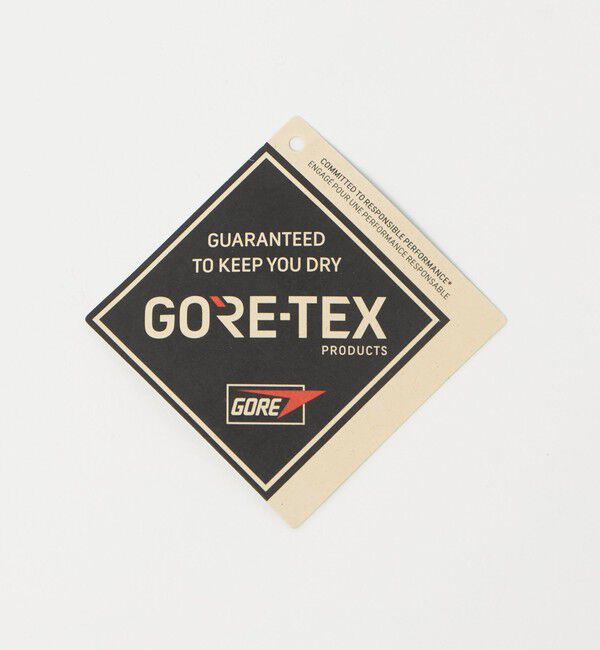 COMMITTED TO RESPONSIBLE PERFORMANCE*
ENGAGÉ POUR UNE PERFORMANCE RESPONSABLE
GUARANTEED
TO KEEP YOU DRY
GORE-TEX
PRODUCTS
GORE